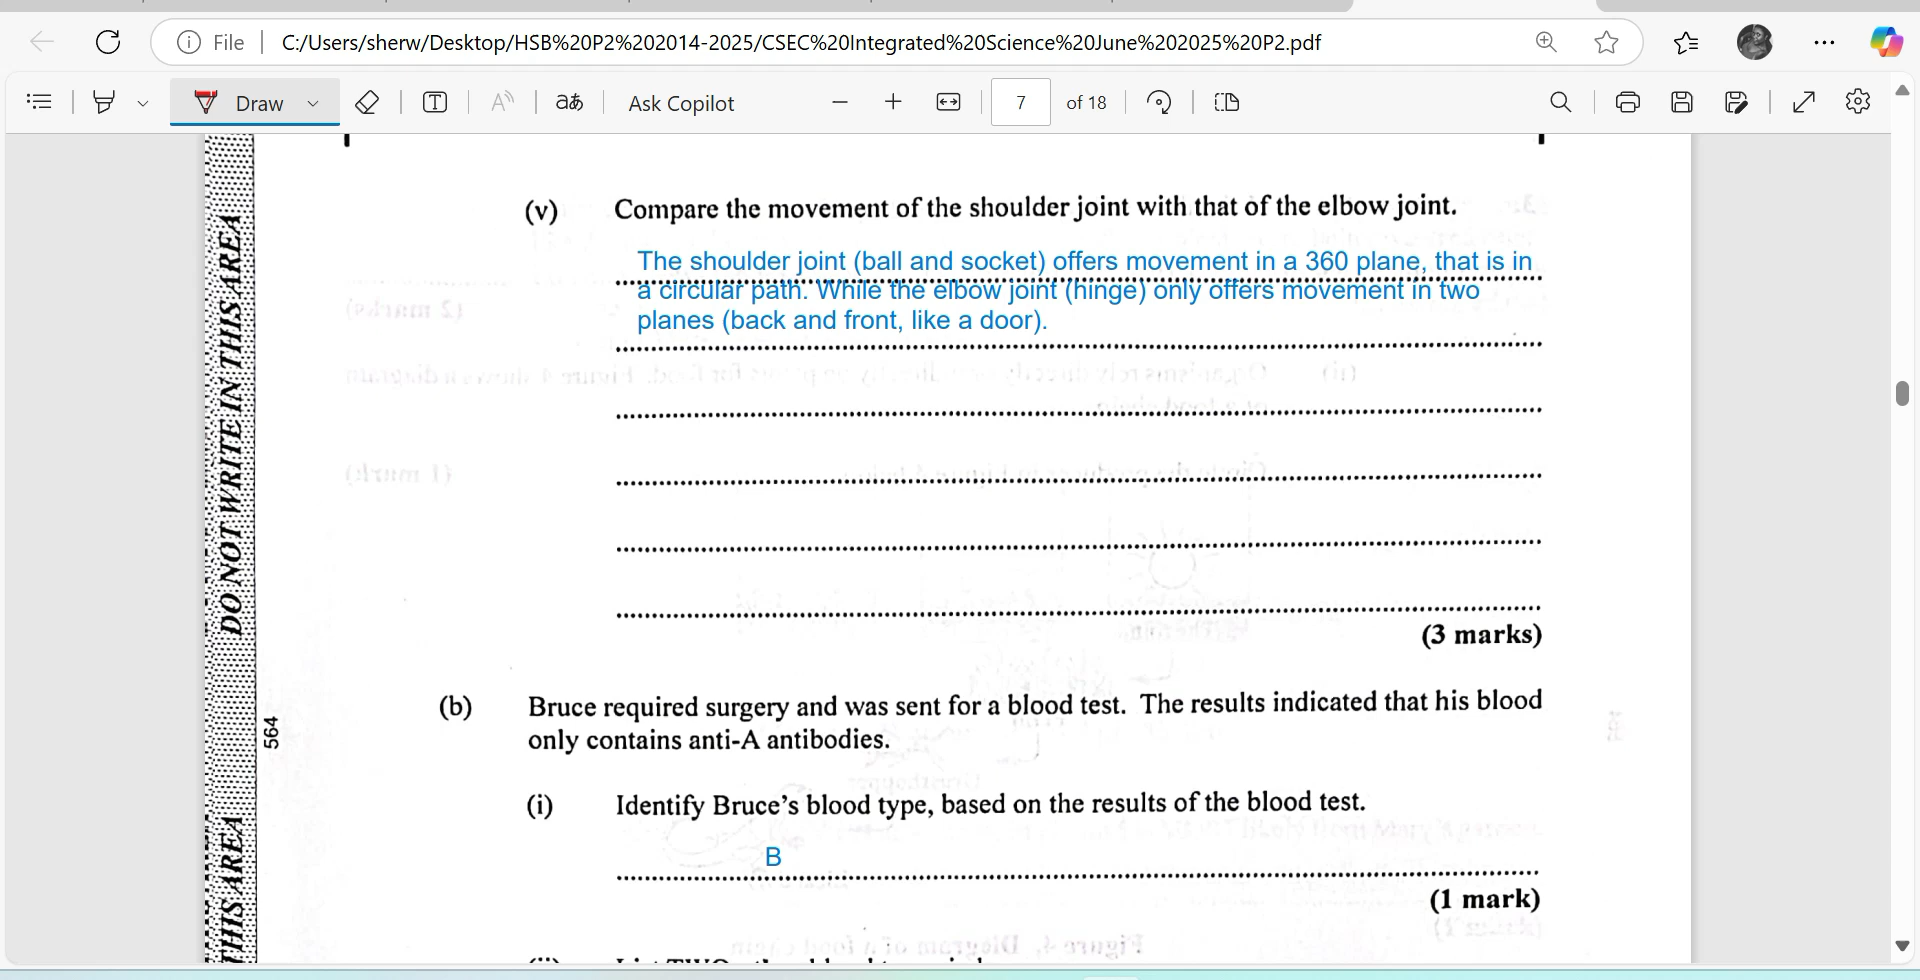 File
C:/Users/sherw/Desktop/HSB%20P2%202014-2025/CSEC%20Integrated%20Science%20June%202025%20P2.pdf
Draw
aあ
Ask Copilot
7
of 18
DO NOT WRITE IN THIS AREA
(v) Compare the movement of the shoulder joint with that of the elbow joint.
The shoulder joint (ball and socket) offers movement in a 360 plane, that is in
a circular path. While the elbow joint (hinge) only offers movement in two
planes (back and front, like a door).
(3 marks)
564
(b) Bruce required surgery and was sent for a blood test. The results indicated that his blood
only contains anti-A antibodies.
(i) Identify Bruce's blood type, based on the results of the blood test.
B
(1 mark)
THIS AREA